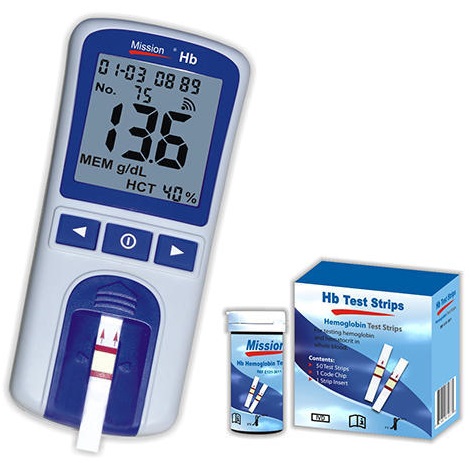 Mission® Hb
01-03 08 89
No. 75
13.6
MEM g/dL
HCT 40%
Mission
Hb Hemoglobin Test
Hb Test Strips
Hemoglobin Test Strips
For testing hemoglobin
and hematocrit in
whole blood
Contents:
• 50 Test Strips
• 1 Code Chip
• 1 Strip Insert
IVD